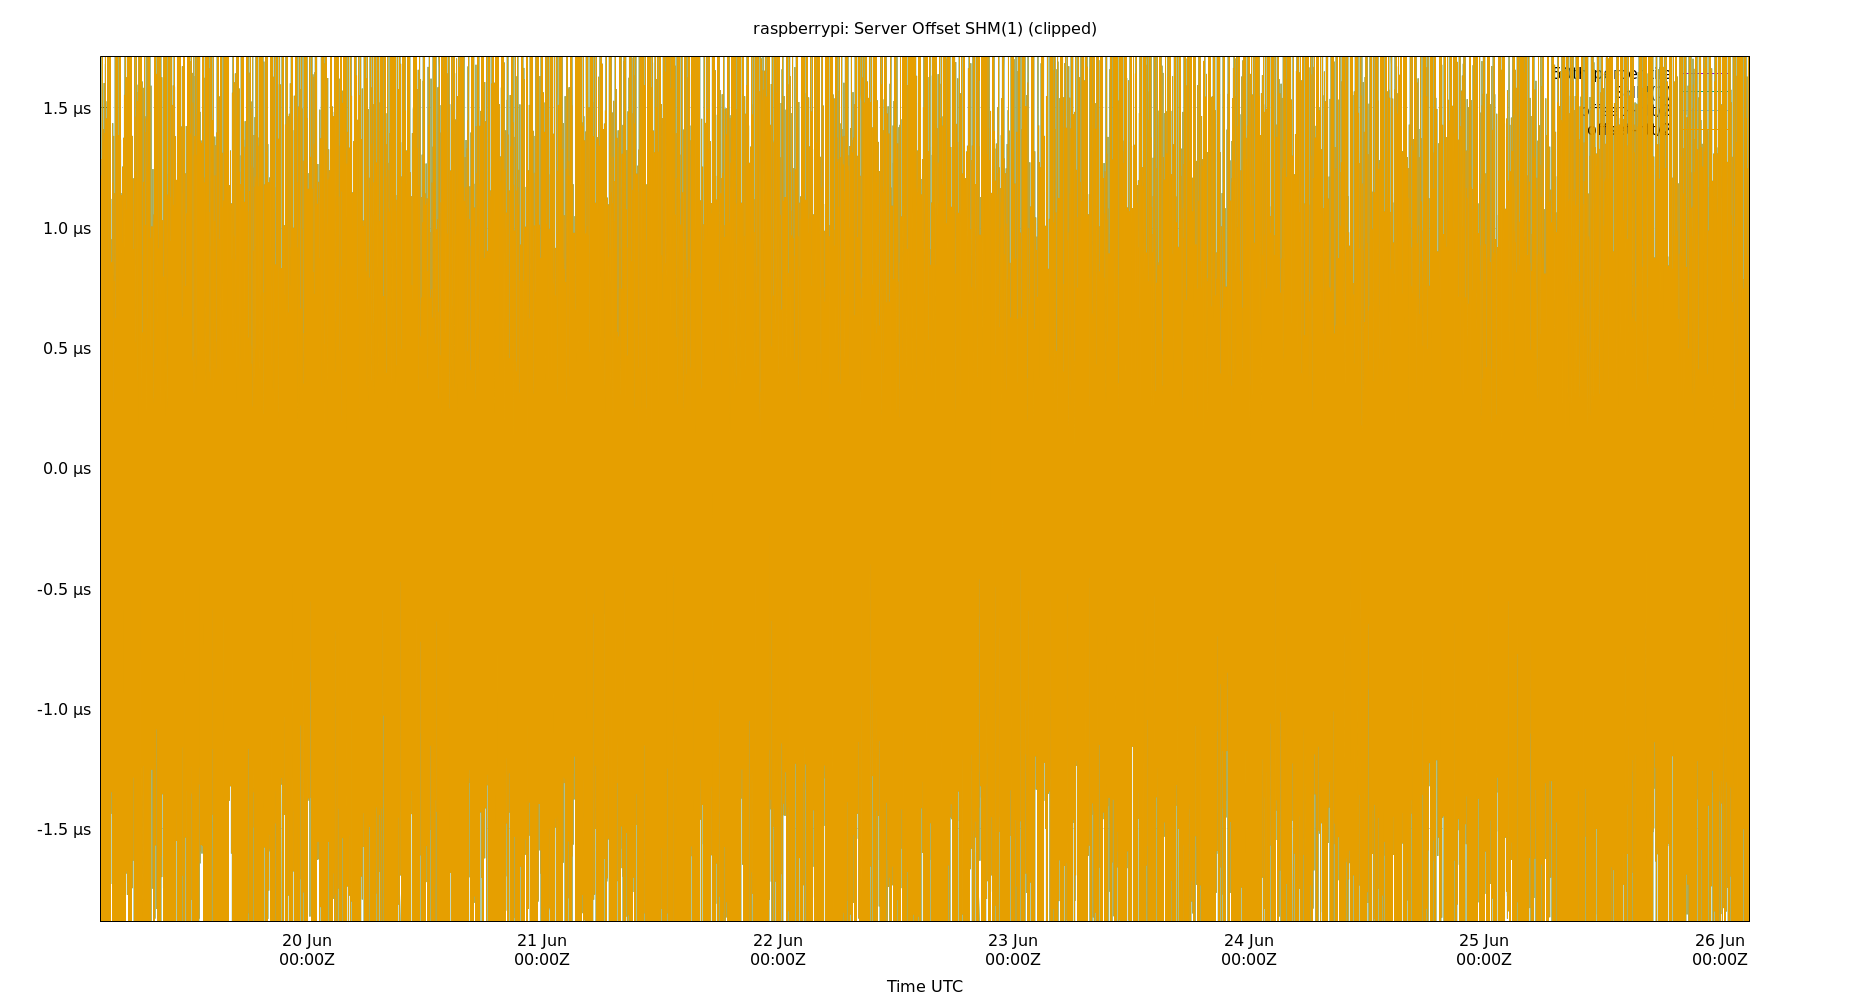 raspberrypi: Server Offset SHM(1) (clipped)
1.5 µs
1.0 µs
0.5 µs
0.0 µs
-0.5 µs
-1.0 µs
-1.5 µs
20 Jun 21 Jun 22 Jun 23 Jun 24 Jun 25 Jun 26 Jun
00:00Z 00:00Z 00:00Z 00:00Z 00:00Z 00:00Z 00:00Z
Time UTC